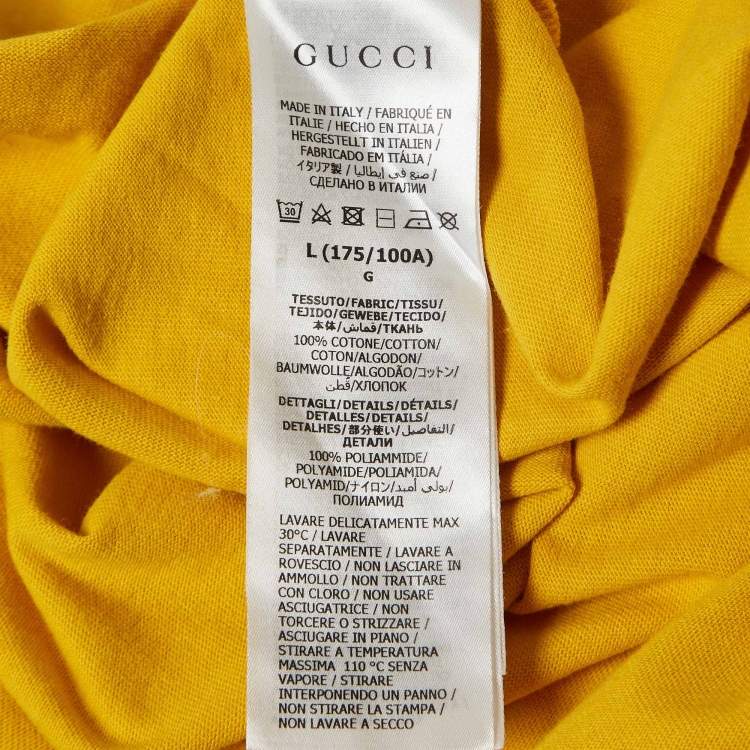 GUCCI
MADE IN ITALY / FABRIQUÉ EN
ITALIE / HECHO EN ITALIA /
HERGESTELLT IN ITALIEN /
FABRICADO EM ITÁLIA /
イタリア製 / صنع في إيطاليا /
СДЕЛАНО В ИТАЛИИ
30
L (175/100A)
G
TESSUTO/FABRIC/TISSU/
TEJIDO/GEWEBE/TECIDO/
本体/قماش/ТКАНЬ
100% COTONE/COTTON/
COTON/ALGODON/
BAUMWOLLE/ALGODÃO/コットン/
قطن/ХЛОПОК
DETTAGLI/DETAILS/DÉTAILS/
DETALLES/DETAILS/
DETALHES/部分使い/التفاصيل/
ДЕТАЛИ
100% POLIAMMIDE/
POLYAMIDE/POLIAMIDA/
POLYAMID/ナイロン/بولي أميد/
ПОЛИАМИД
LAVARE DELICATAMENTE MAX
30°C / LAVARE
SEPARATAMENTE / LAVARE A
ROVESCIO / NON LASCIARE IN
AMMOLLO / NON TRATTARE
CON CLORO / NON USARE
ASCIUGATRICE / NON
TORCERE O STRIZZARE /
ASCIUGARE IN PIANO /
STIRARE A TEMPERATURA
MASSIMA 110 °C SENZA
VAPORE / STIRARE
INTERPONENDO UN PANNO /
NON STIRARE LA STAMPA /
NON LAVARE A SECCO